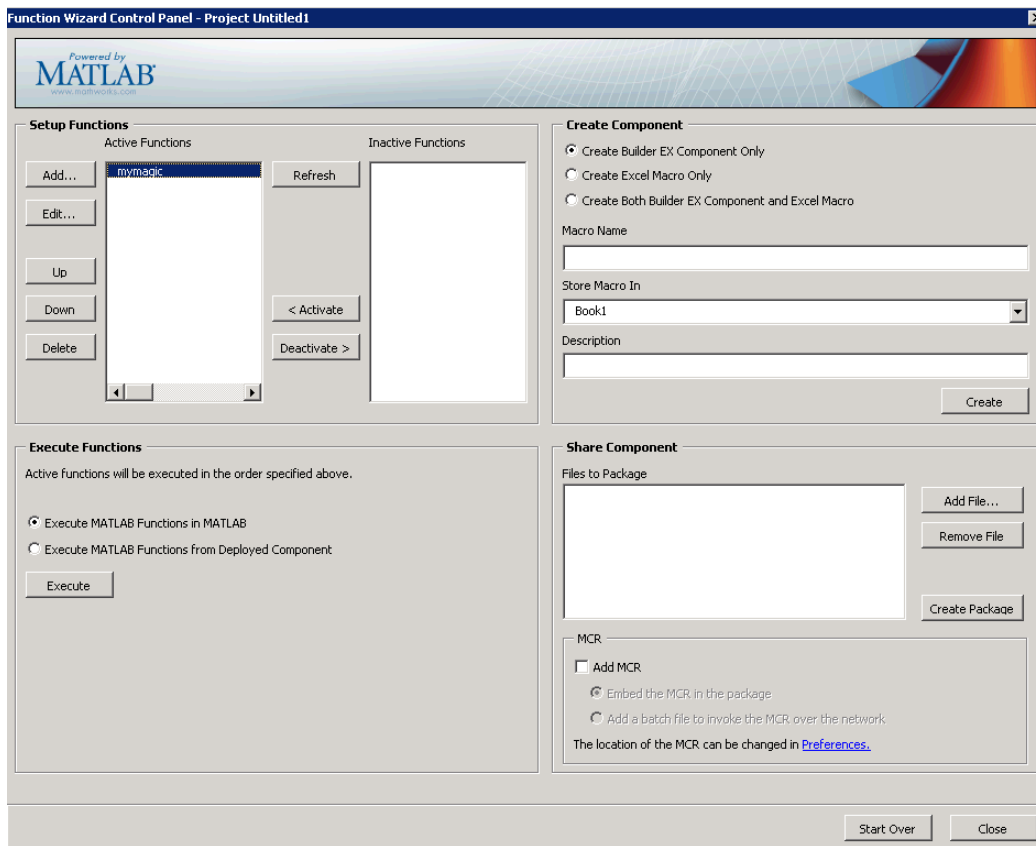 Function Wizard Control Panel - Project Untitled1
Powered by
MATLAB
www.mathworks.com
Setup Functions
Active Functions
Inactive Functions
Add...
mymagic
Refresh
Edit...
Up
Down
< Activate
Delete
Deactivate >
Create Component
Create Builder EX Component Only
Create Excel Macro Only
Create Both Builder EX Component and Excel Macro
Macro Name
Store Macro In
Book1
Description
Create
Execute Functions
Active functions will be executed in the order specified above.
Execute MATLAB Functions in MATLAB
Execute MATLAB Functions from Deployed Component
Execute
Share Component
Files to Package
Add File...
Remove File
Create Package
MCR
Add MCR
Embed the MCR in the package
Add a batch file to invoke the MCR over the network
The location of the MCR can be changed in Preferences.
Start Over
Close